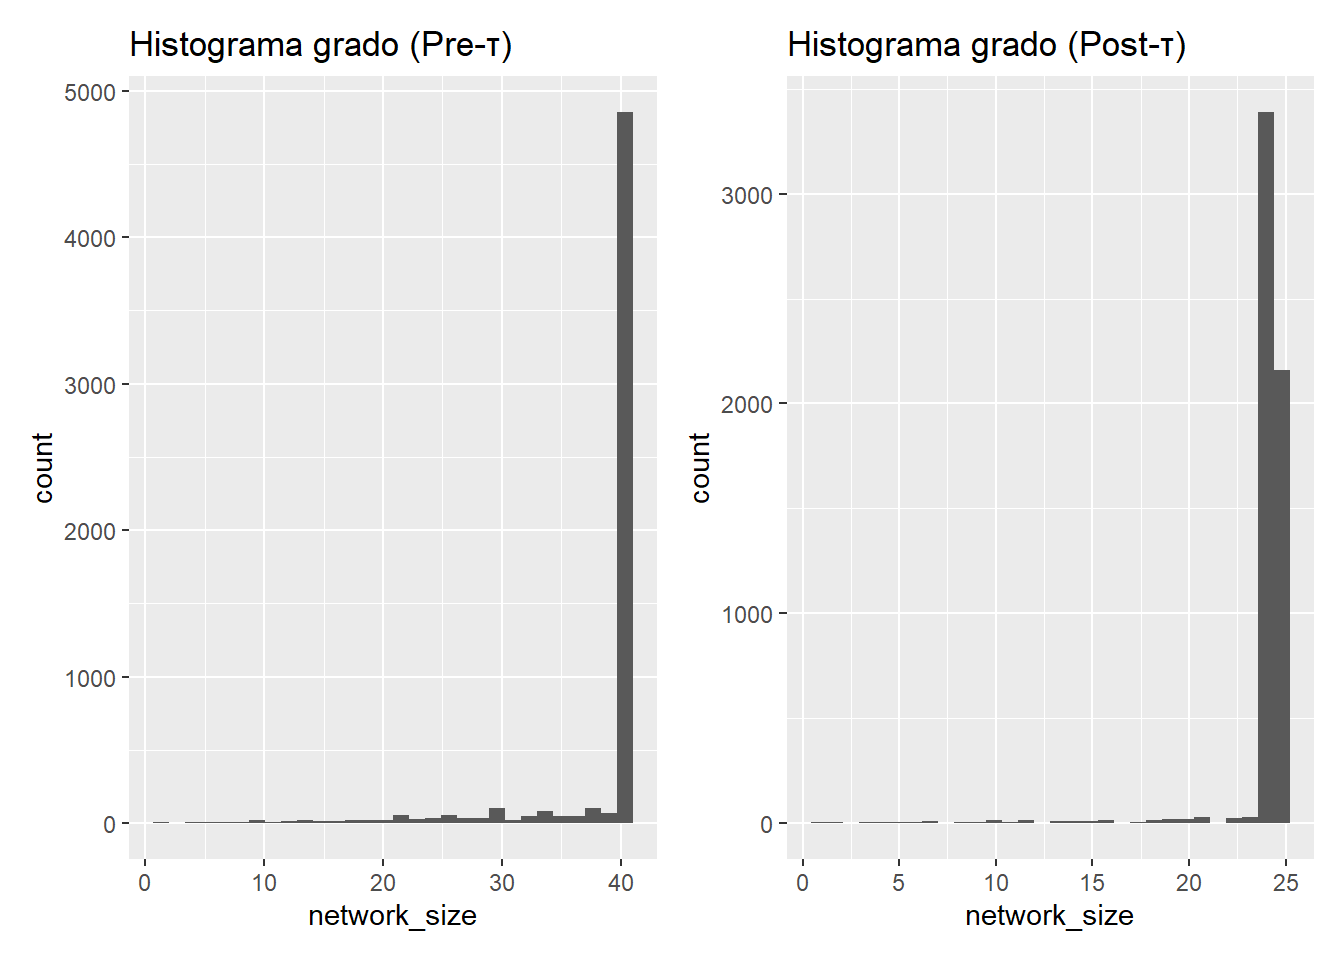 Histograma grado (Pre-τ)
5000
4000
3000
2000
1000
0
count
0 10 20 30 40
network_size
Histograma grado (Post-τ)
3000
2000
1000
0
count
0 5 10 15 20 25
network_size